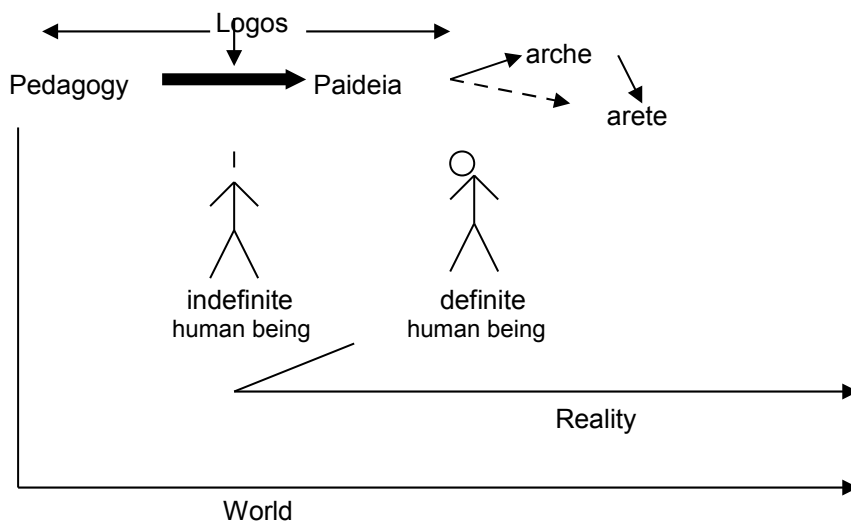 Logos
arche
Pedagogy Paideia
arete
indefinite definite
human being human being
Reality
World